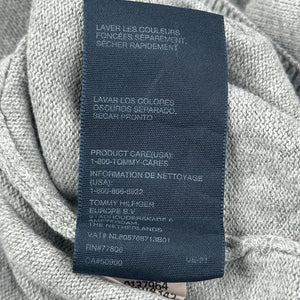 LAVER LES COULEURS
FONCÉES SÉPARÉMENT,
SÉCHER RAPIDEMENT
LAVAR LOS COLORES
OSCUROS SEPARADO,
SECAR PRONTO
PRODUCT CARE(USA):
1-800-TOMMY-CARES
INFORMATION DE NETTOYAGE
(USA):
1-800-866-6922
TOMMY HILFIGER
EUROPE B.V.
THE NETHERLANDS
VAT# NL805768713B01
RN#77806
CA#50900